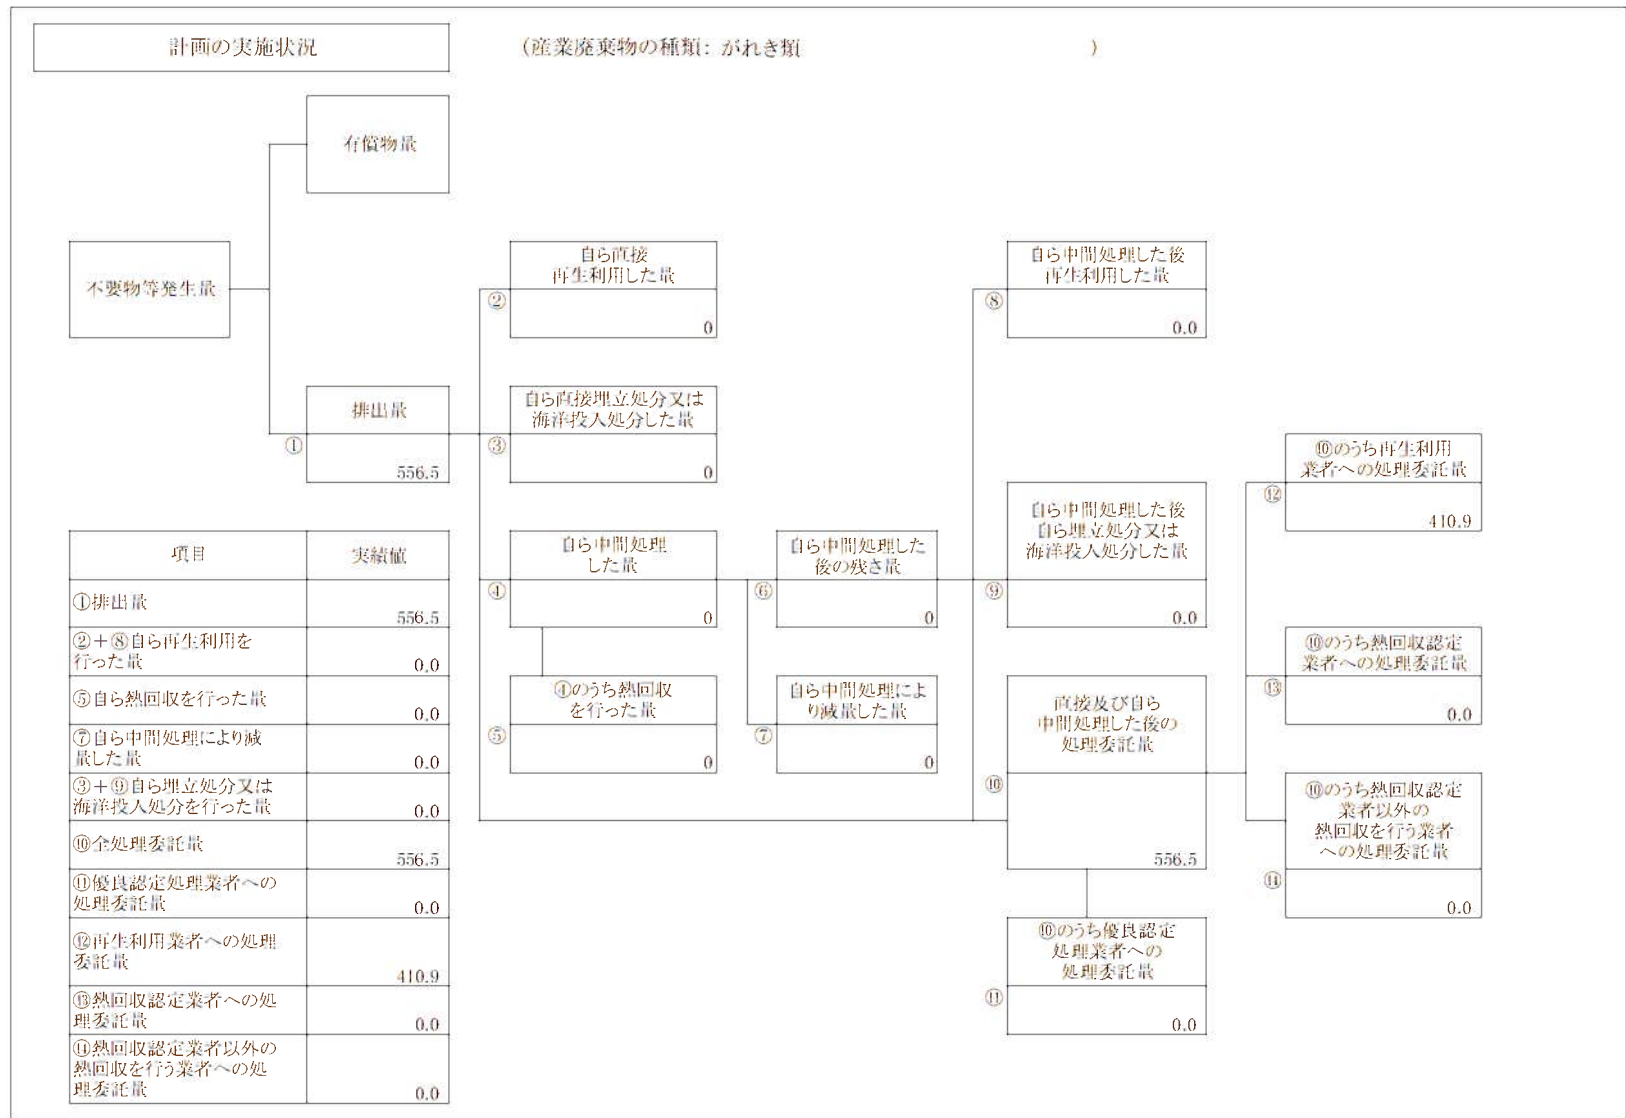 計画の実施状況
（産業廃棄物の種類：がれき類　）
有償物量
不要物等発生量
自ら直接
再生利用した量
②
0
自ら中間処理した後
再生利用した量
⑧
0.0
排出量
①
556.5
自ら直接埋立処分又は
海洋投入処分した量
③
0
⑩のうち再生利用
業者への処理委託量
⑫
410.9
自ら中間処理した後
自ら埋立処分又は
海洋投入処分した量
⑨
0.0
自ら中間処理
した量
④
0
自ら中間処理した
後の残さ量
⑥
0
⑩のうち熱回収認定
業者への処理委託量
⑬
0.0
④のうち熱回収
を行った量
⑤
0
自ら中間処理によ
り減量した量
⑦
0
直接及び自ら
中間処理した後の
処理委託量
⑩
556.5
⑩のうち熱回収認定
業者以外の
熱回収を行う業者
への処理委託量
⑭
0.0
⑩のうち優良認定
処理業者への
処理委託量
⑪
0.0
項目
実績値
①排出量
556.5
②＋⑧自ら再生利用を
行った量
0.0
⑤自ら熱回収を行った量
0.0
⑦自ら中間処理により減
量した量
0.0
③＋⑨自ら埋立処分又は
海洋投入処分を行った量
0.0
⑩全処理委託量
556.5
⑪優良認定処理業者への
処理委託量
0.0
⑫再生利用業者への処理
委託量
410.9
⑬熱回収認定業者への処
理委託量
0.0
⑭熱回収認定業者以外の
熱回収を行う業者への処
理委託量
0.0